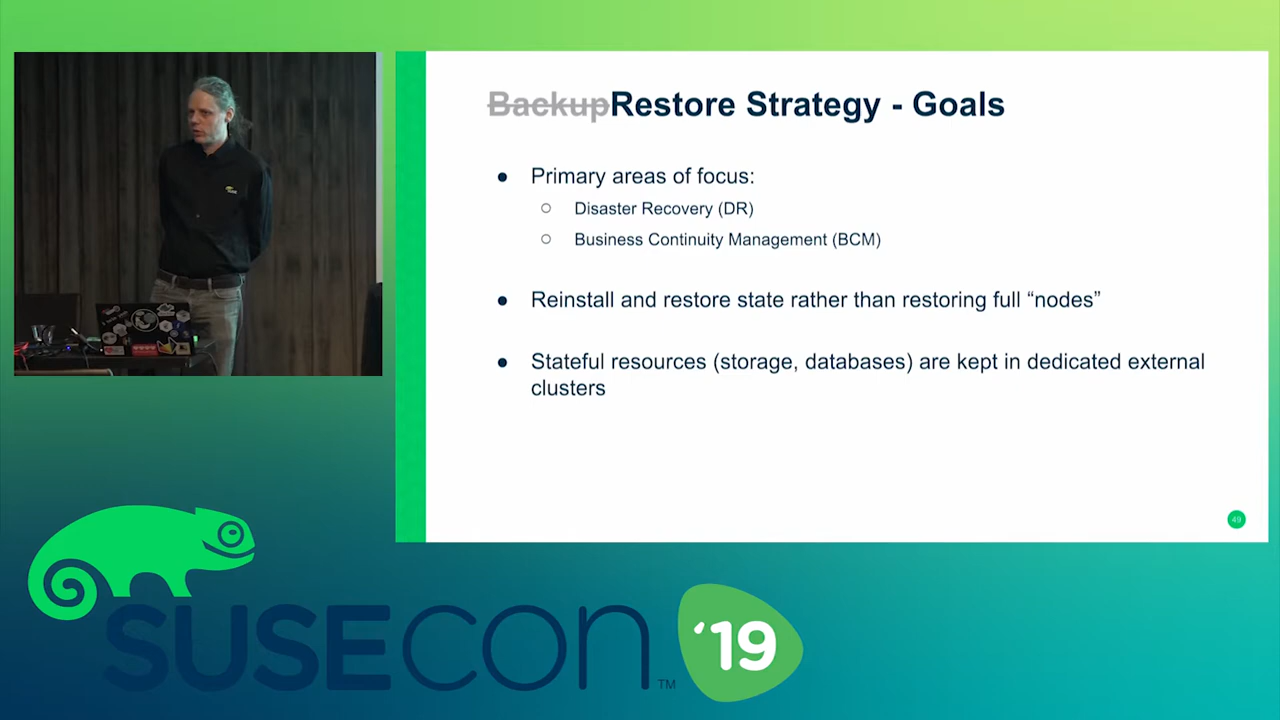 BackupRestore Strategy - Goals
Primary areas of focus:
Disaster Recovery (DR)
Business Continuity Management (BCM)
Reinstall and restore state rather than restoring full “nodes”
Stateful resources (storage, databases) are kept in dedicated external
clusters
49
SUSECON TM '19